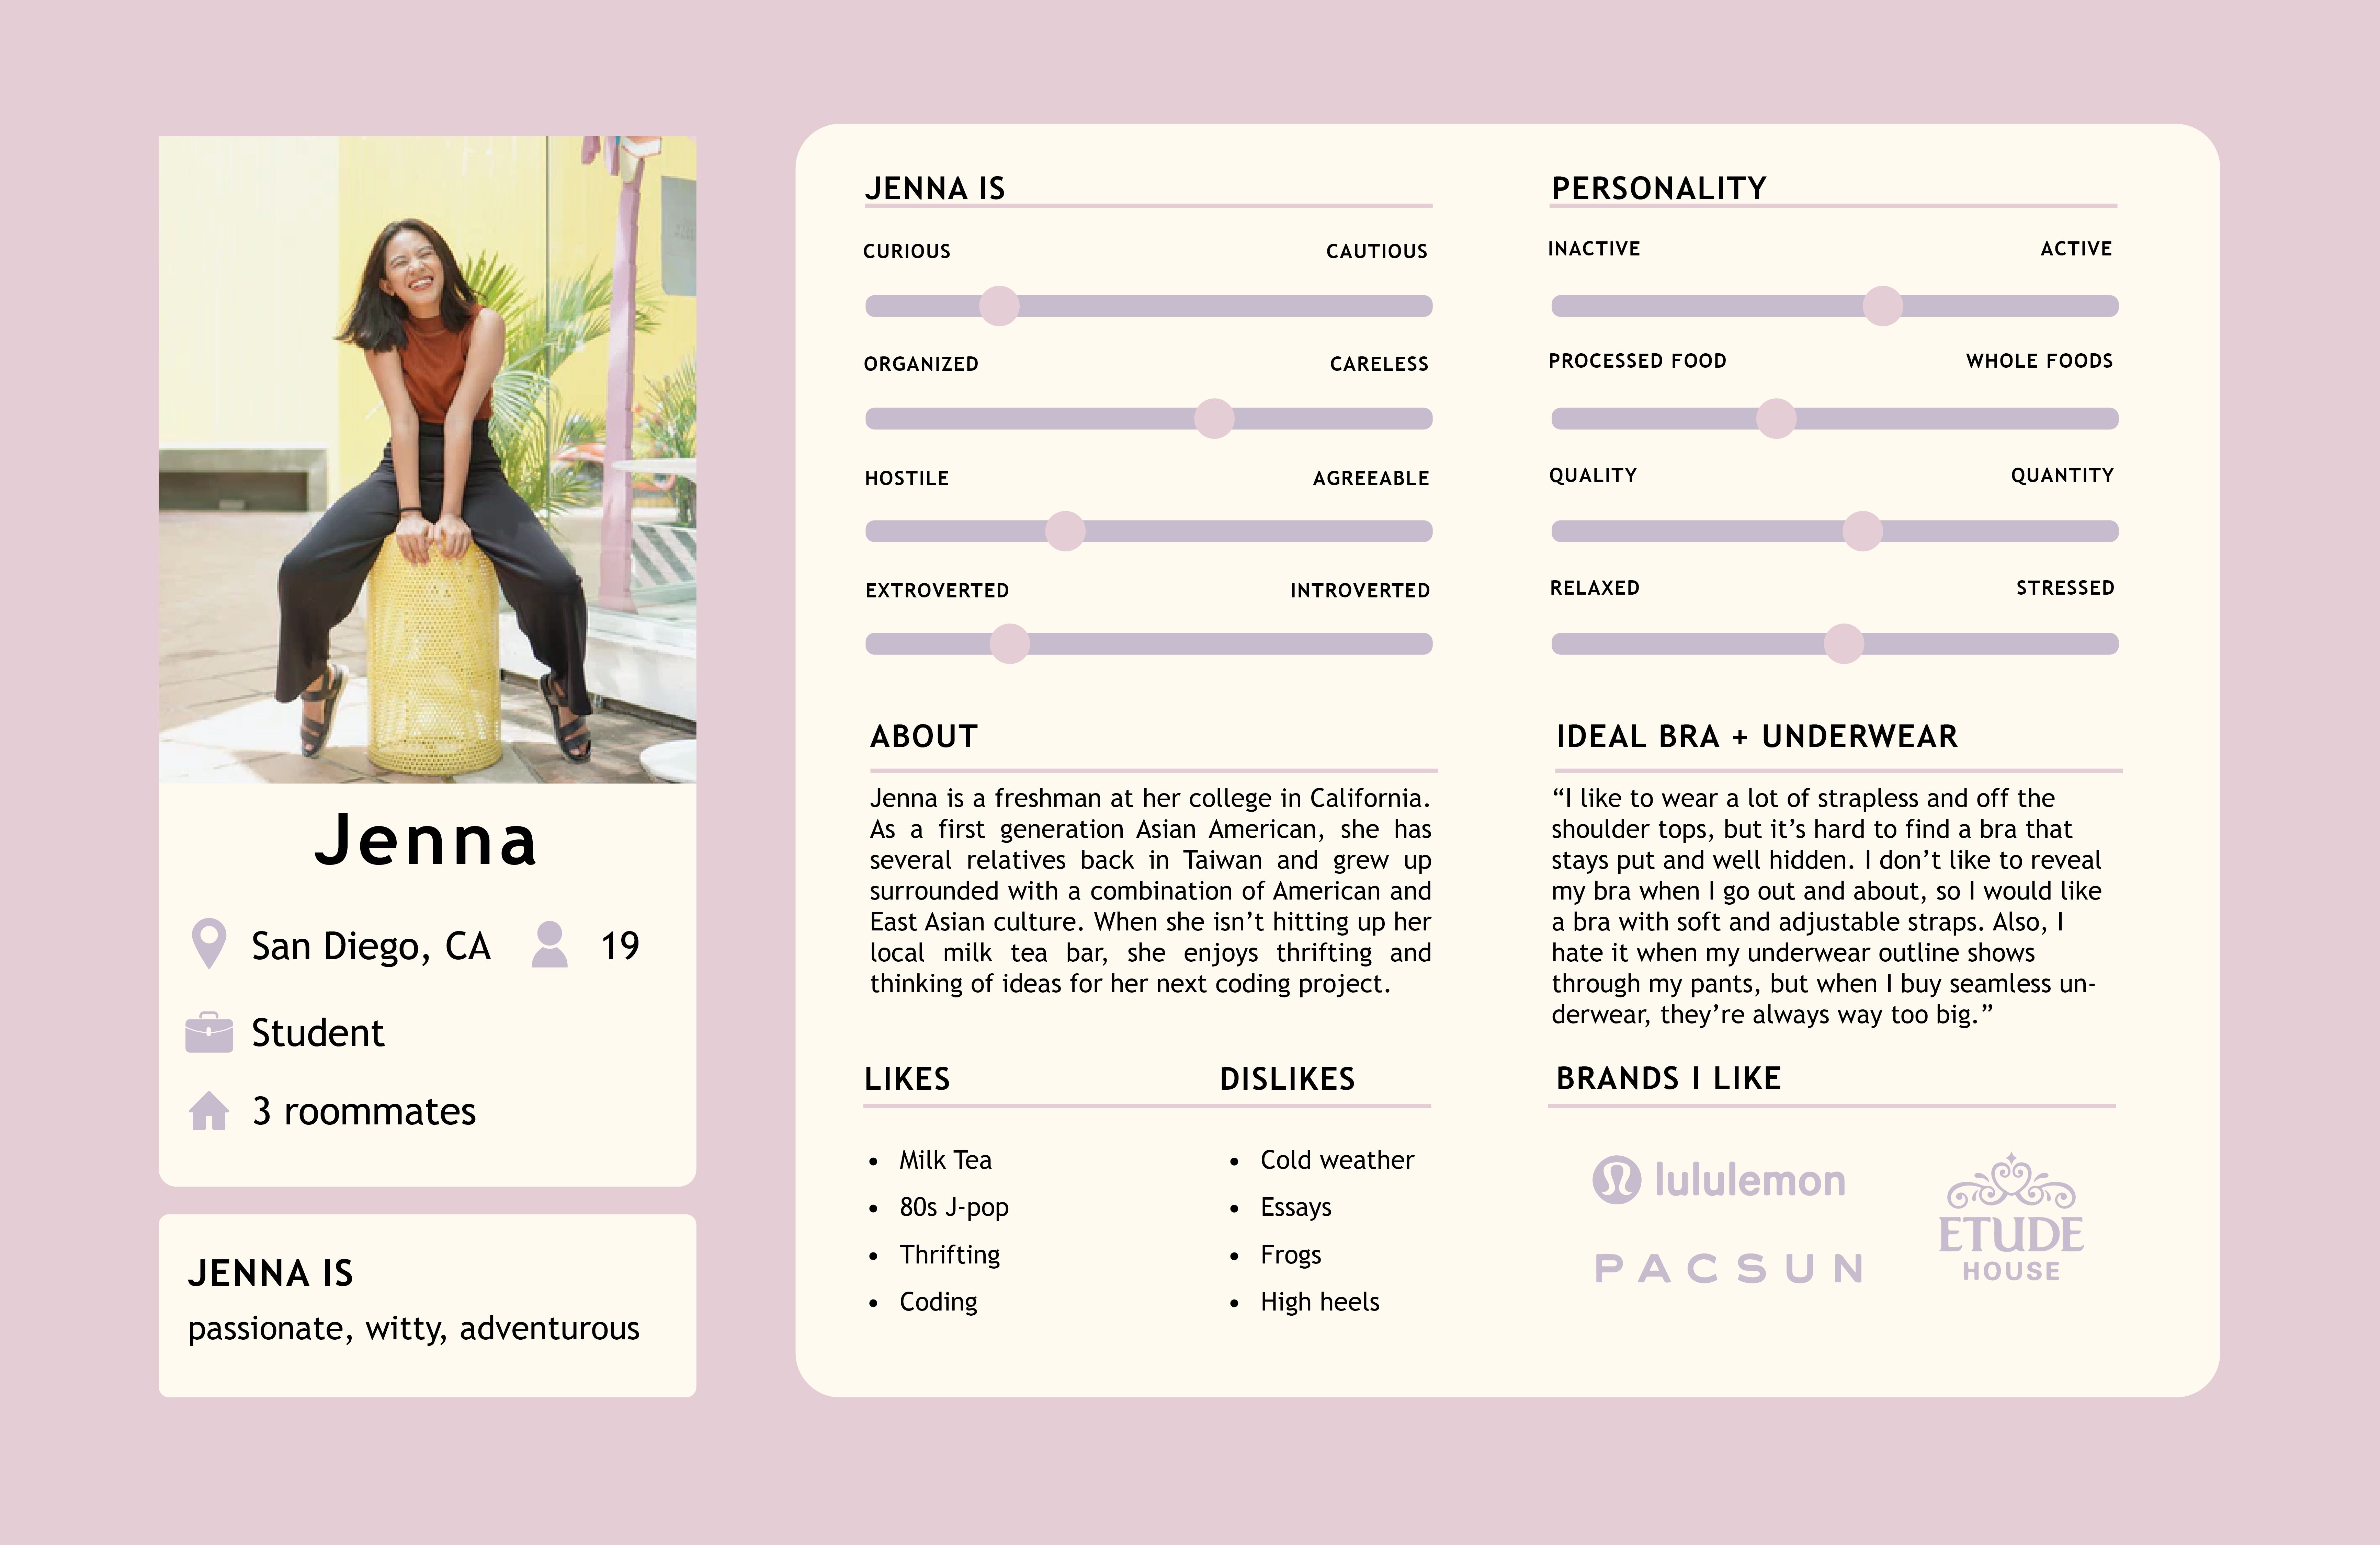 Jenna
San Diego, CA
19
Student
3 roommates
JENNA IS
passionate, witty, adventurous
JENNA IS
CURIOUS CAUTIOUS
ORGANIZED CARELESS
HOSTILE AGREEABLE
EXTROVERTED INTROVERTED
PERSONALITY
INACTIVE ACTIVE
PROCESSED FOOD WHOLE FOODS
QUALITY QUANTITY
RELAXED STRESSED
ABOUT
Jenna is a freshman at her college in California.
As a first generation Asian American, she has
several relatives back in Taiwan and grew up
surrounded with a combination of American and
East Asian culture. When she isn’t hitting up her
local milk tea bar, she enjoys thrifting and
thinking of ideas for her next coding project.
IDEAL BRA + UNDERWEAR
“I like to wear a lot of strapless and off the
shoulder tops, but it’s hard to find a bra that
stays put and well hidden. I don’t like to reveal
my bra when I go out and about, so I would like
a bra with soft and adjustable straps. Also, I
hate it when my underwear outline shows
through my pants, but when I buy seamless un-
derwear, they’re always way too big.”
LIKES
• Milk Tea
• 80s J-pop
• Thrifting
• Coding
DISLIKES
• Cold weather
• Essays
• Frogs
• High heels
BRANDS I LIKE
lululemon
PACSUN
ETUDE
HOUSE